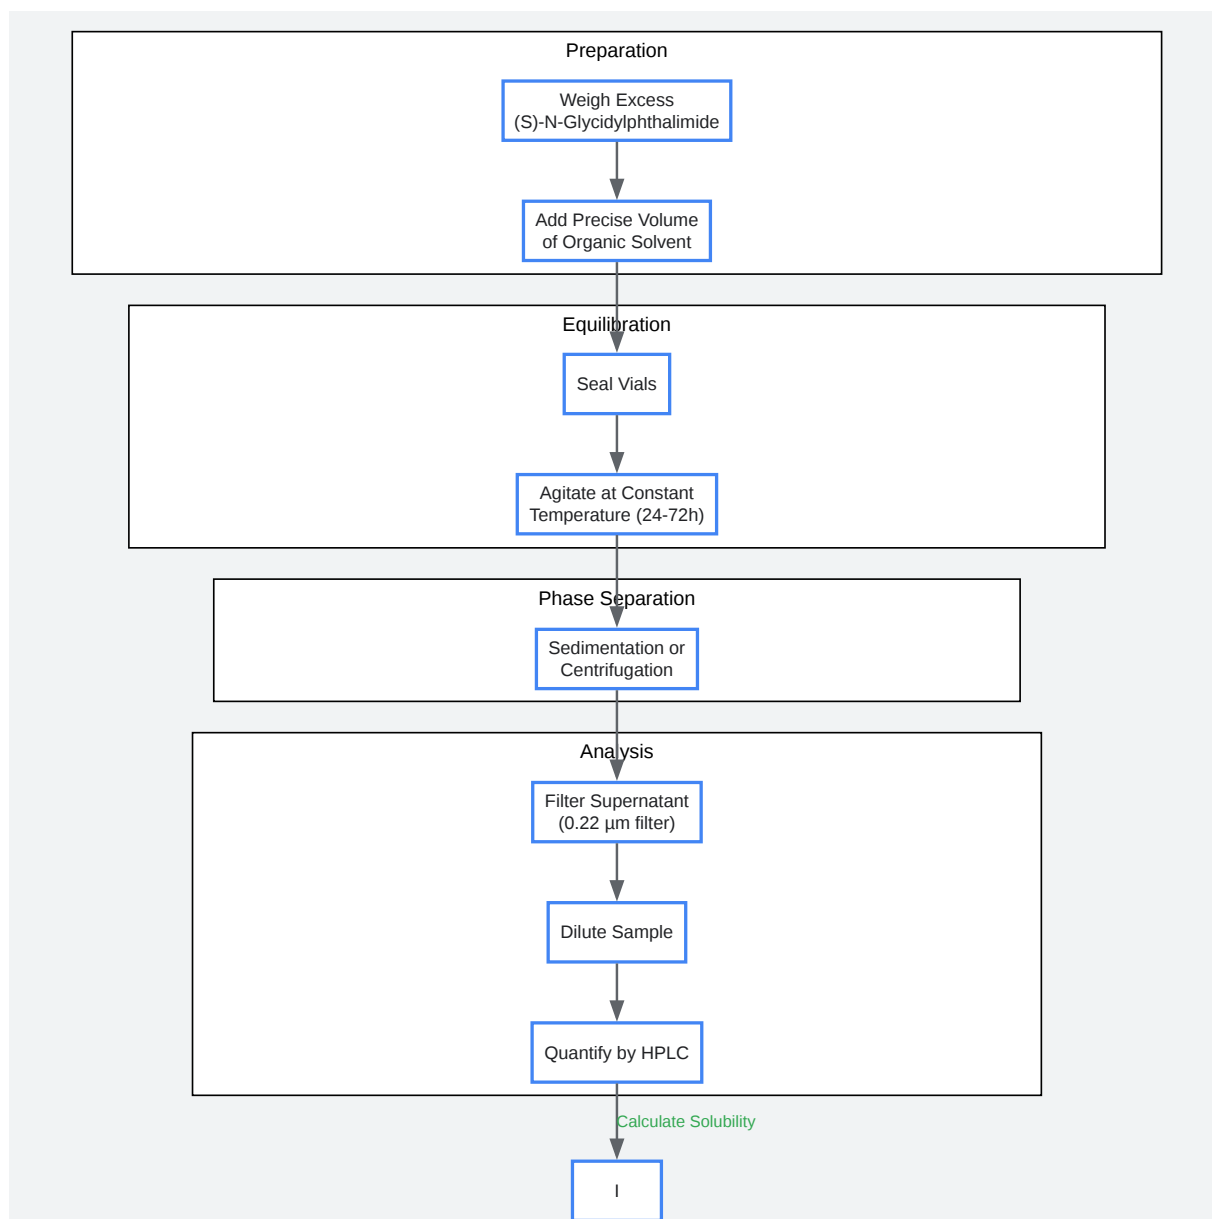 Preparation
Weigh Excess
(S)-N-Glycidylphthalimide
Add Precise Volume
of Organic Solvent
Equilibration
Seal Vials
Agitate at Constant
Temperature (24-72h)
Phase Separation
Sedimentation or
Centrifugation
Analysis
Filter Supernatant
(0.22 µm filter)
Dilute Sample
Quantify by HPLC
Calculate Solubility
I